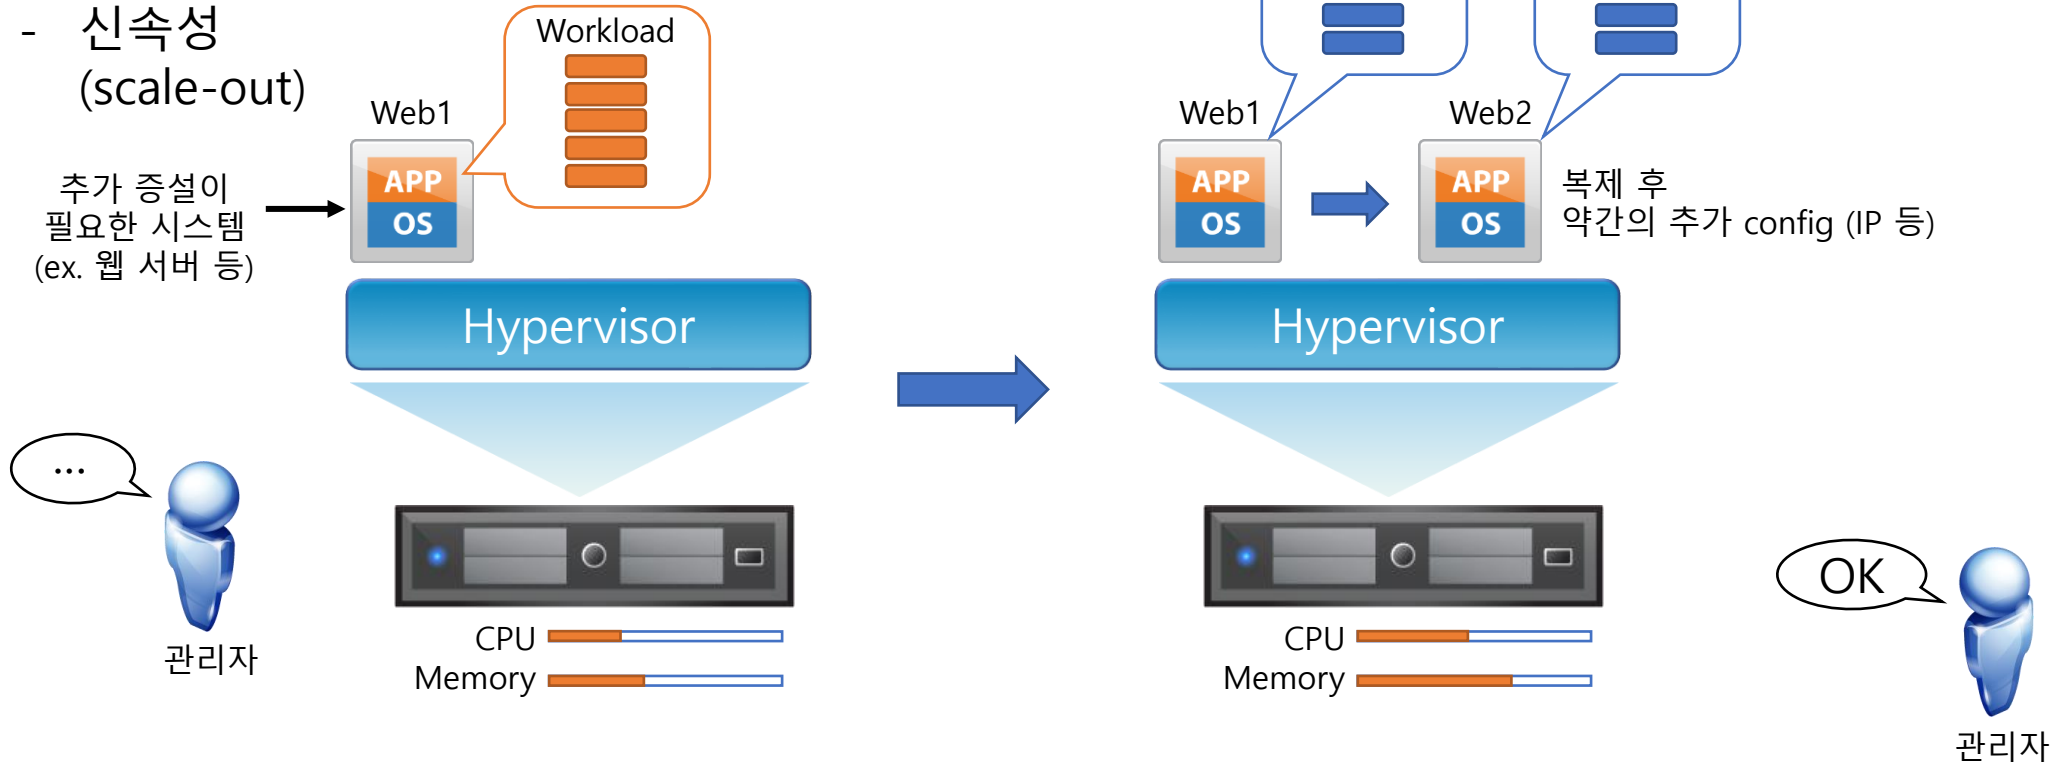 - 신속성
(scale-out)
Workload
Web1
APP
OS
추가 증설이
필요한 시스템
(ex. 웹 서버 등)
Hypervisor
...
관리자
CPU
Memory
Web1
APP
OS
Web2
APP
OS
복제 후
약간의 추가 config (IP 등)
Hypervisor
CPU
Memory
OK
관리자